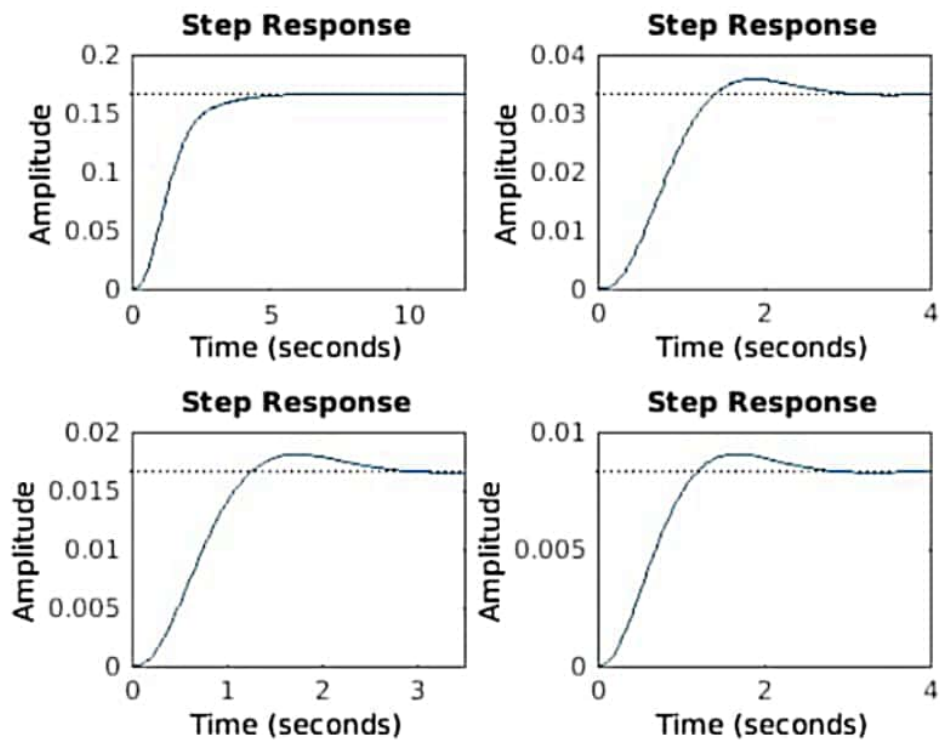 Step Response
0.2
0.15
0.1
0.05
0
Amplitude
0 5 10
Time (seconds)
Step Response
0.04
0.03
0.02
0.01
0
Amplitude
0 2 4
Time (seconds)
Step Response
0.02
0.015
0.01
0.005
0
Amplitude
0 1 2 3
Time (seconds)
Step Response
0.01
0.005
0
Amplitude
0 2 4
Time (seconds)